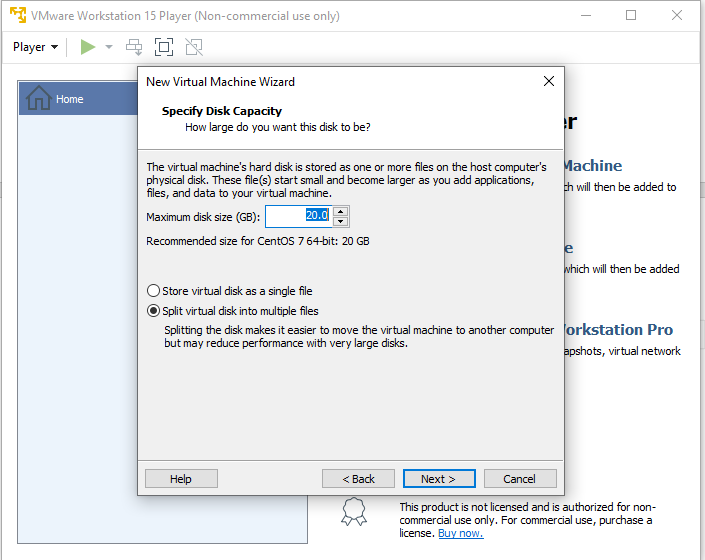 VMware Workstation 15 Player (Non-commercial use only)
Player
Home
New Virtual Machine Wizard
Specify Disk Capacity
How large do you want this disk to be?
The virtual machine's hard disk is stored as one or more files on the host computer's
physical disk. These file(s) start small and become larger as you add applications,
files, and data to your virtual machine.
Maximum disk size (GB): 20.0
Recommended size for CentOS 7 64-bit: 20 GB
Store virtual disk as a single file
Split virtual disk into multiple files
Splitting the disk makes it easier to move the virtual machine to another computer
but may reduce performance with very large disks.
Help
< Back
Next >
Cancel
er
Machine
ch will then be added to
e
which will then be added
orkstation Pro
apshots, virtual network
This product is not licensed and is authorized for non-
commercial use only. For commercial use, purchase a
license. Buy now.